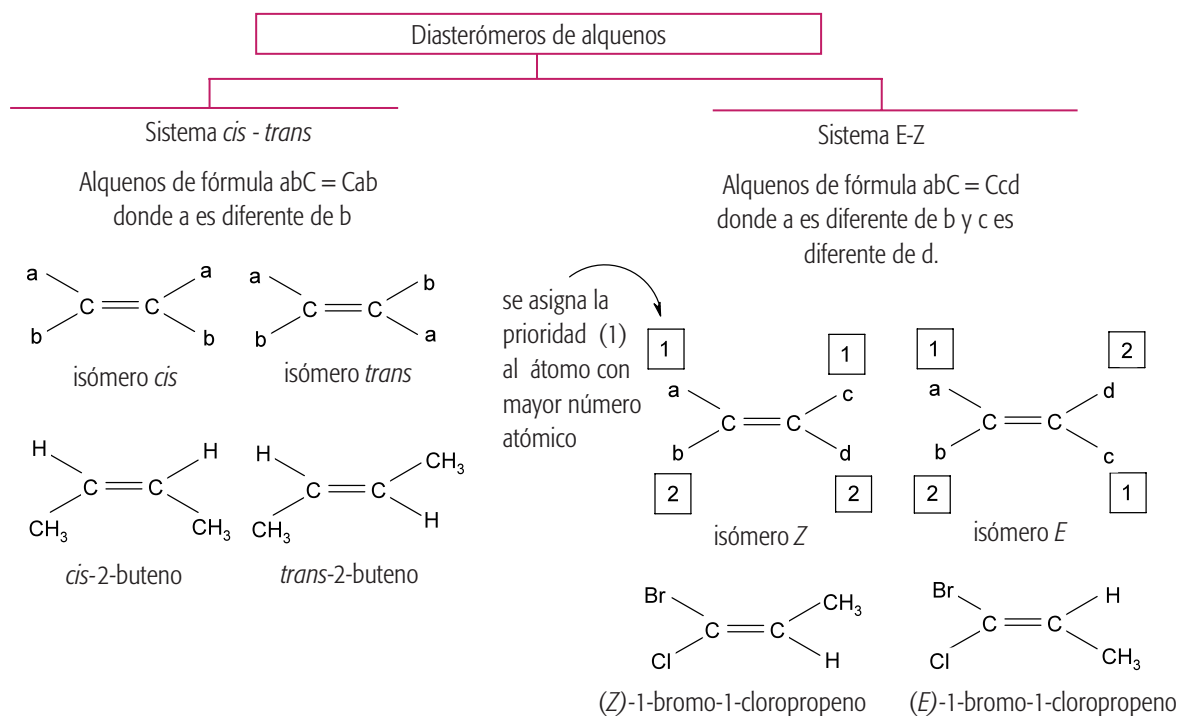 Diasterómeros de alquenos
Sistema cis - trans
Alquenos de fórmula abC = Cab
donde a es diferente de b
a a
C = C
b b
isómero cis
a b
C = C
b a
isómero trans
H H
C = C
CH₃ CH₃
cis-2-buteno
H CH₃
C = C
CH₃ H
trans-2-buteno
Sistema E-Z
Alquenos de fórmula abC = Ccd
donde a es diferente de b y c es
diferente de d.
se asigna la
prioridad (1)
al átomo con
mayor número
atómico
1 1
a c
C = C
b d
2 2
isómero Z
1 2
a d
C = C
b c
2 1
isómero E
Br CH₃
C = C
Cl H
(Z)-1-bromo-1-cloropropeno
Br H
C = C
Cl CH₃
(E)-1-bromo-1-cloropropeno